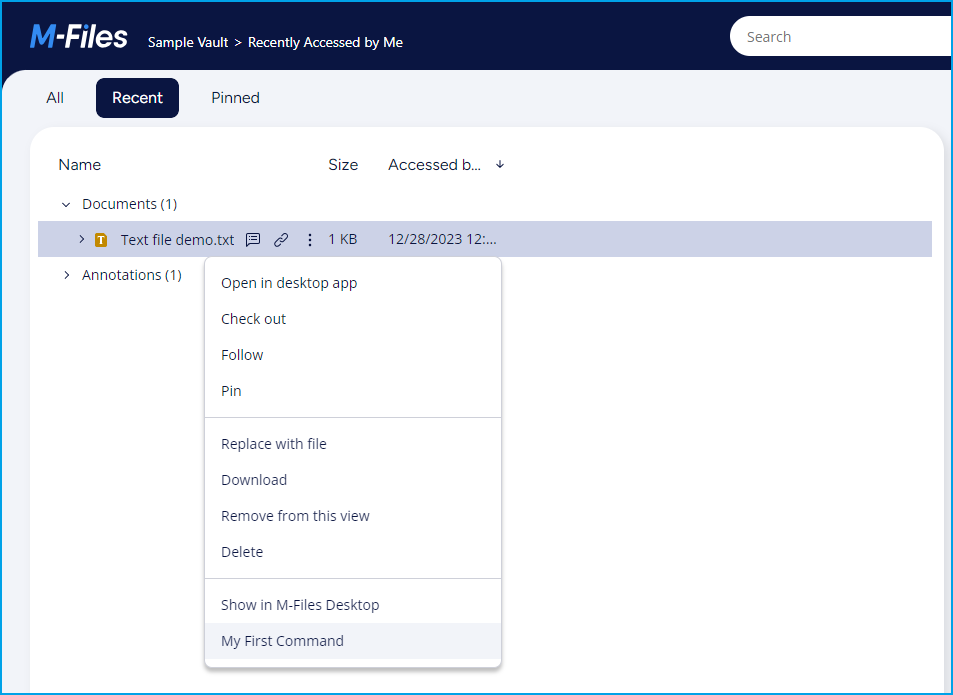 M-Files Sample Vault > Recently Accessed by Me Search
All Recent Pinned
Name Size Accessed b... ↓
Documents (1)
T Text file demo.txt 1 KB 12/28/2023 12:...
Annotations (1)
Open in desktop app
Check out
Follow
Pin
Replace with file
Download
Remove from this view
Delete
Show in M-Files Desktop
My First Command